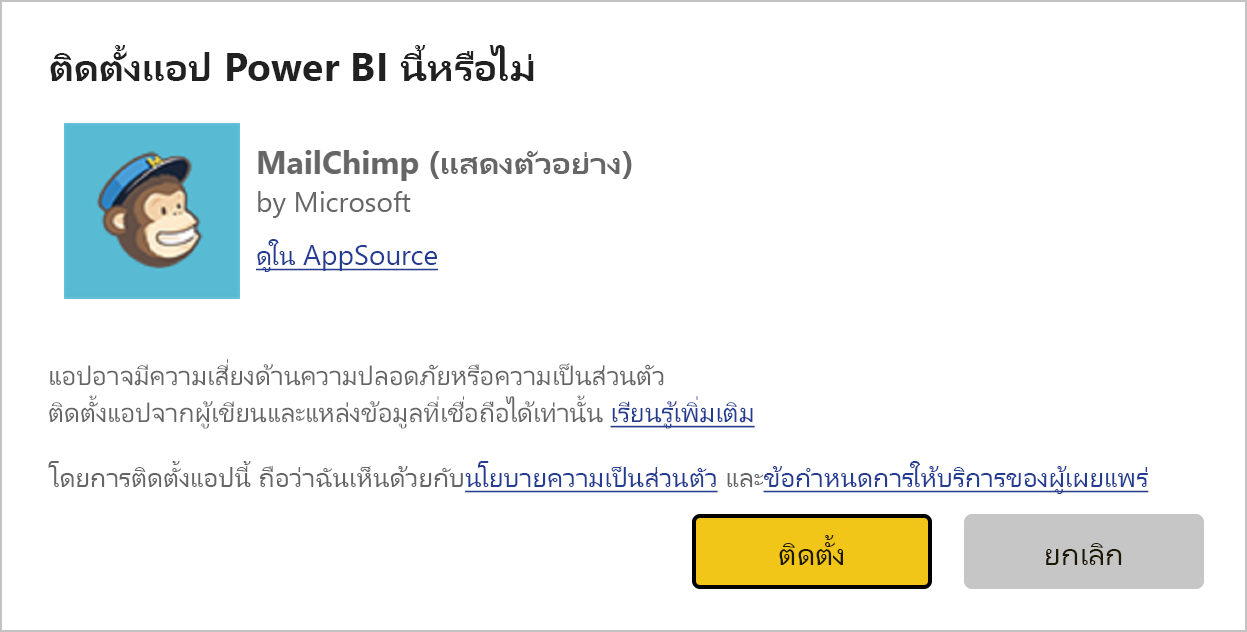 ติดตั้งแอป Power BI นี้หรือไม่
MailChimp (แสดงตัวอย่าง)
by Microsoft
ดูใน AppSource
แอปอาจมีความเสี่ยงด้านความปลอดภัยหรือความเป็นส่วนตัว
ติดตั้งแอปจากผู้เขียนและแหล่งข้อมูลที่เชื่อถือได้เท่านั้น เรียนรู้เพิ่มเติม
โดยการติดตั้งแอปนี้ ถือว่าฉันเห็นด้วยกับนโยบายความเป็นส่วนตัว และข้อกำหนดการให้บริการของผู้เผยแพร่
ติดตั้ง
ยกเลิก